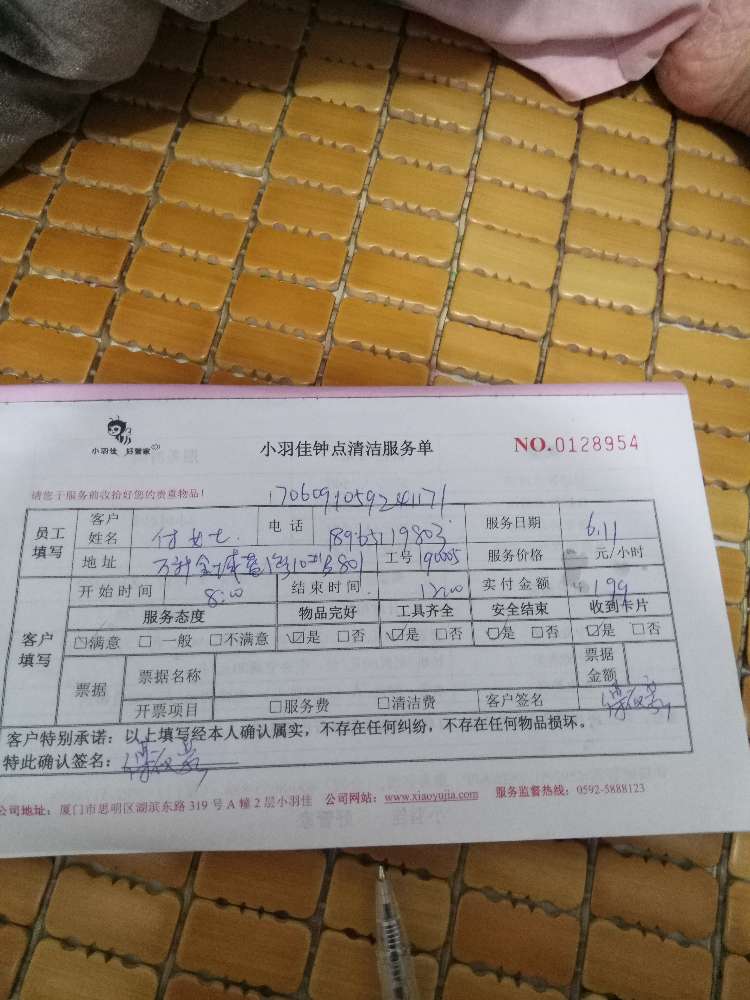 小羽佳 好管家
小羽佳钟点清洁服务单
NO.0128954
请您于服务前收拾好您的贵重物品!
员工填写
客户姓名 付女士 电话 服务日期 6.11
地址 工号 90005 服务价格 元/小时
客户填写
开始时间 8:00 结束时间 12:00 实付金额 199
服务态度 物品完好 工具齐全 安全结束 收到卡片
☑满意 □一般 □不满意 ☑是 □否 ☑是 □否 ☑是 □否 ☑是 □否
票据 票据名称 票据金额
开票项目 □服务费 □清洁费 客户签名
客户特别承诺:以上填写经本人确认属实,不存在任何纠纷,不存在任何物品损坏。
特此确认签名:
公司地址:厦门市思明区湖滨东路 319 号 A 幢 2 层小羽佳 公司网站:www.xiaoyujia.com 服务监督热线:0592-5888123